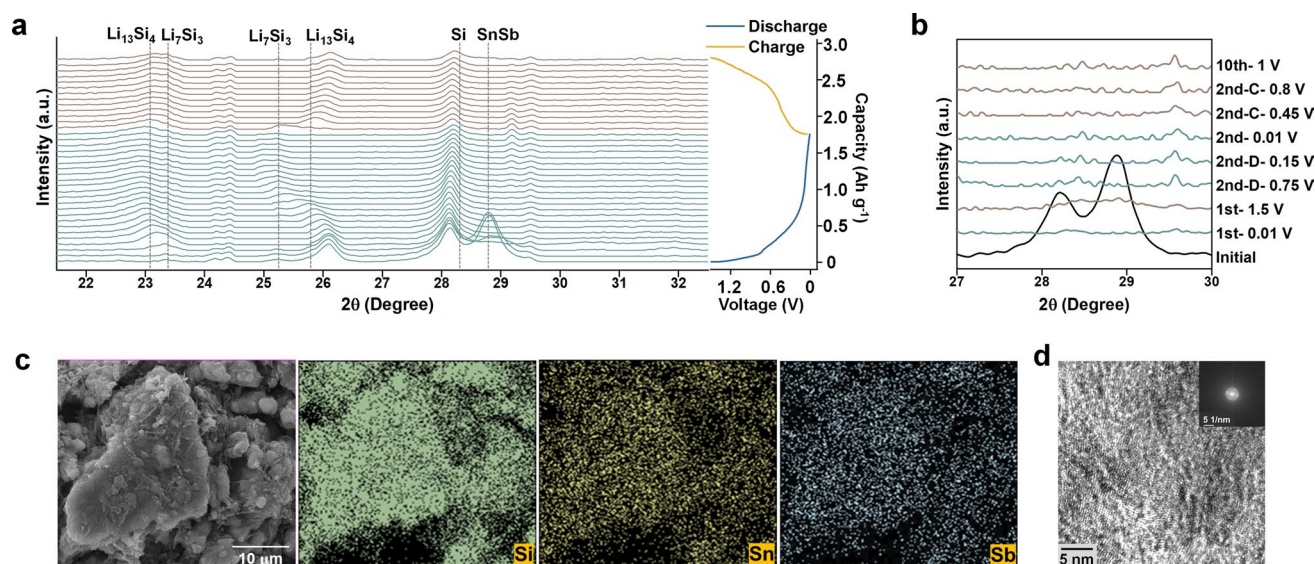 a
Li₁₃Si₄
Li₇Si₃
Li₇Si₃
Li₁₃Si₄
Si
SnSb
Discharge
Charge
Intensity (a.u.)
22
23
24
25
26
27
28
29
30
31
32
2θ (Degree)
3.0
2.5
2.0
1.5
1.0
0.5
0
Capacity (Ah g⁻¹)
1.2
0.6
0
Voltage (V)
b
Intensity (a.u.)
10th- 1 V
2nd-C- 0.8 V
2nd-C- 0.45 V
2nd- 0.01 V
2nd-D- 0.15 V
2nd-D- 0.75 V
1st- 1.5 V
1st- 0.01 V
Initial
27
28
29
30
2θ (Degree)
c
10 μm
Si
Sn
Sb
d
5 1/nm
5 nm